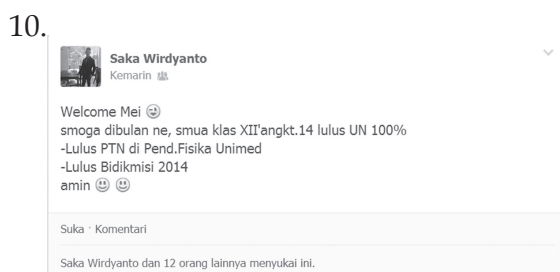 10.
Saka Wirdyanto
Kemarin
Welcome Mei
smoga dibulan ne, smua klas XII'angkt.14 lulus UN 100%
-Lulus PTN di Pend.Fisika Unimed
-Lulus Bidikmisi 2014
amin
Suka · Komentari
Saka Wirdyanto dan 12 orang lainnya menyukai ini.